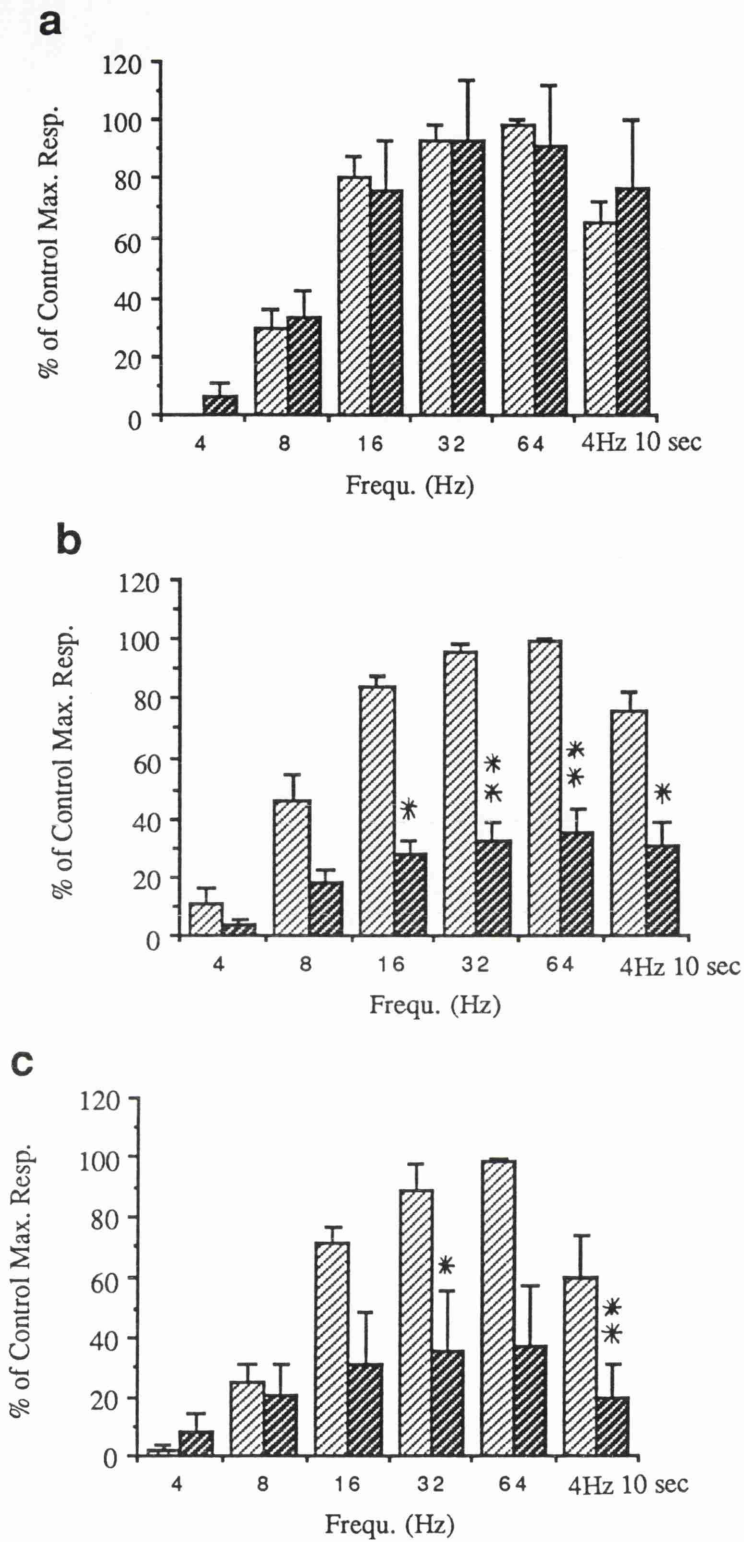 a
% of Control Max. Resp.
120
100
80
60
40
20
0
4 8 16 32 64 4Hz 10 sec
Frequ. (Hz)
b
% of Control Max. Resp.
120
100
80
60
40
20
0
*
* *
* *
*
4 8 16 32 64 4Hz 10 sec
Frequ. (Hz)
c
% of Control Max. Resp.
120
100
80
60
40
20
0
*
* *
4 8 16 32 64 4Hz 10 sec
Frequ. (Hz)